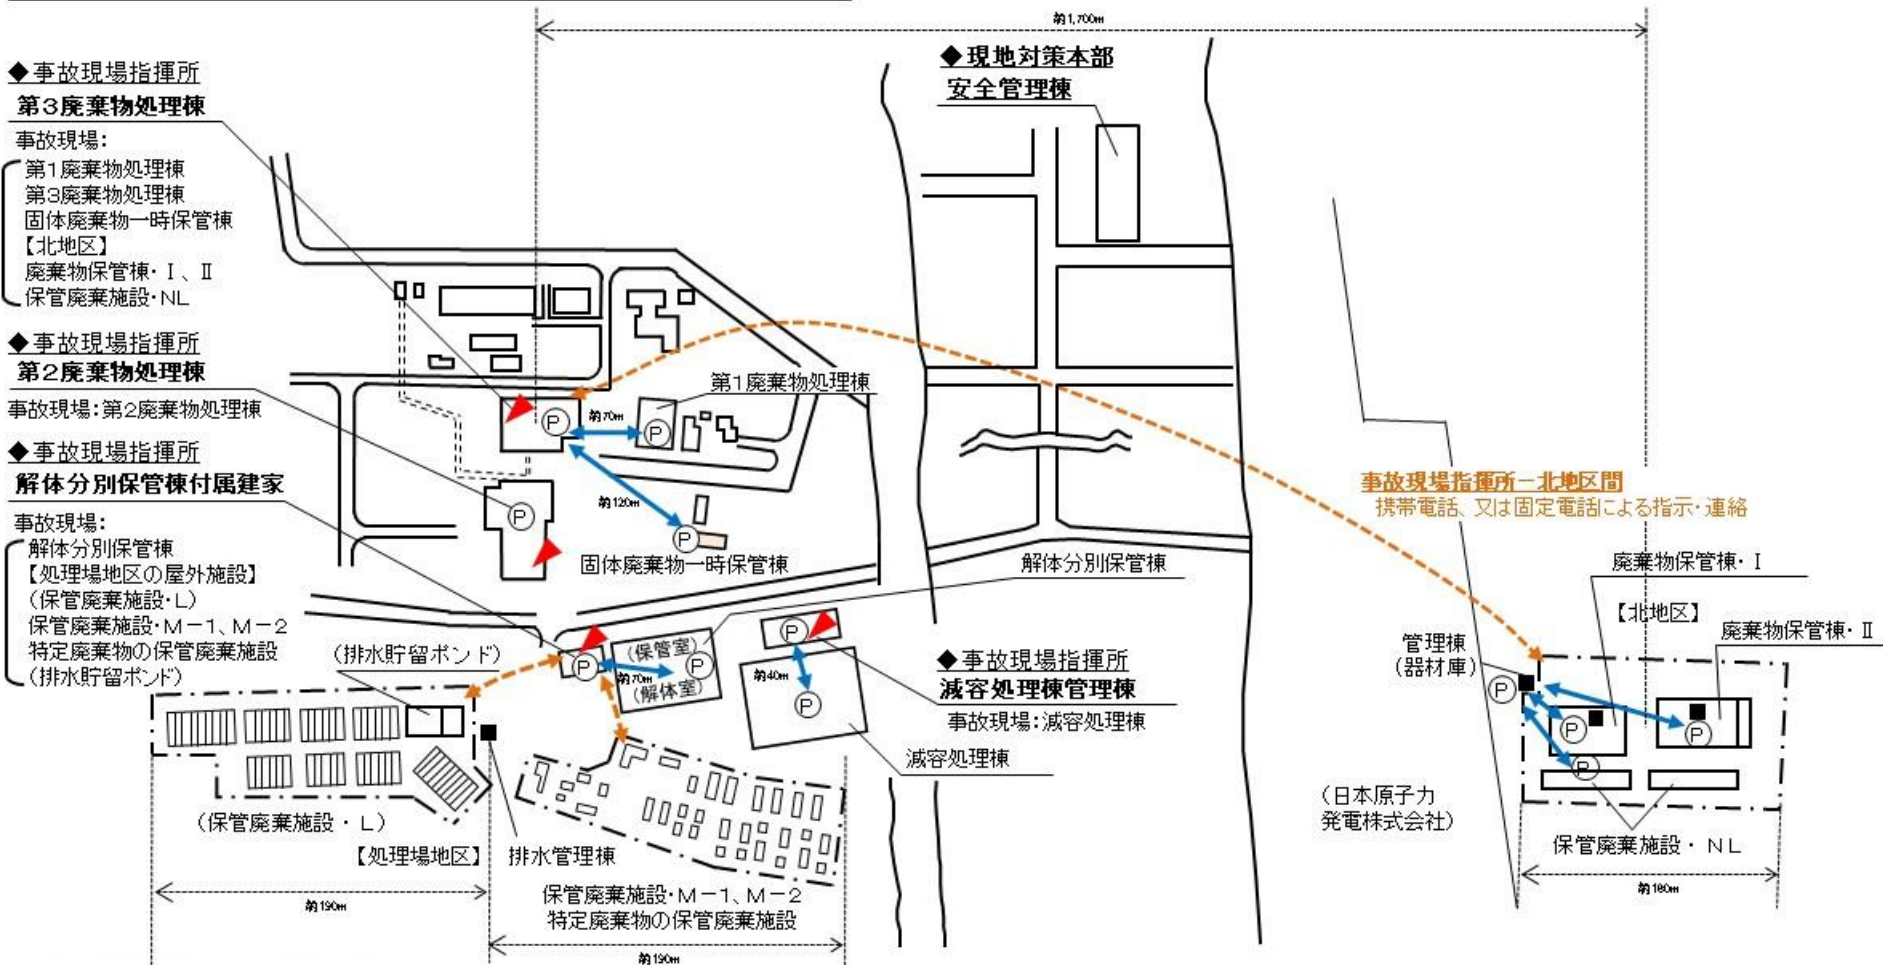 約1,700m
◆事故現場指揮所
第3廃棄物処理棟
事故現場:
第1廃棄物処理棟
第3廃棄物処理棟
固体廃棄物一時保管棟
【北地区】
廃棄物保管棟・Ⅰ、Ⅱ
保管廃棄施設・NL
◆現地対策本部
安全管理棟
◆事故現場指揮所
第2廃棄物処理棟
事故現場:第2廃棄物処理棟
◆事故現場指揮所
解体分別保管棟付属建家
事故現場:
解体分別保管棟
【処理場地区の屋外施設】
(保管廃棄施設・L)
保管廃棄施設・M-1、M-2
特定廃棄物の保管廃棄施設
(排水貯留ポンド)
第1廃棄物処理棟
P
約70m
P
約120m
P
P
固体廃棄物一時保管棟
解体分別保管棟
事故現場指揮所-北地区間
携帯電話、又は固定電話による指示・連絡
廃棄物保管棟・Ⅰ
【北地区】
廃棄物保管棟・Ⅱ
管理棟
(器材庫)
P
P
P
P
(排水貯留ポンド)
P
約70m
(保管室)
P
(解体室)
P
約40m
P
◆事故現場指揮所
減容処理棟管理棟
事故現場:減容処理棟
減容処理棟
(日本原子力
発電株式会社)
保管廃棄施設・NL
約180m
(保管廃棄施設・L)
【処理場地区】
排水管理棟
保管廃棄施設・M-1、M-2
特定廃棄物の保管廃棄施設
約190m
約190m